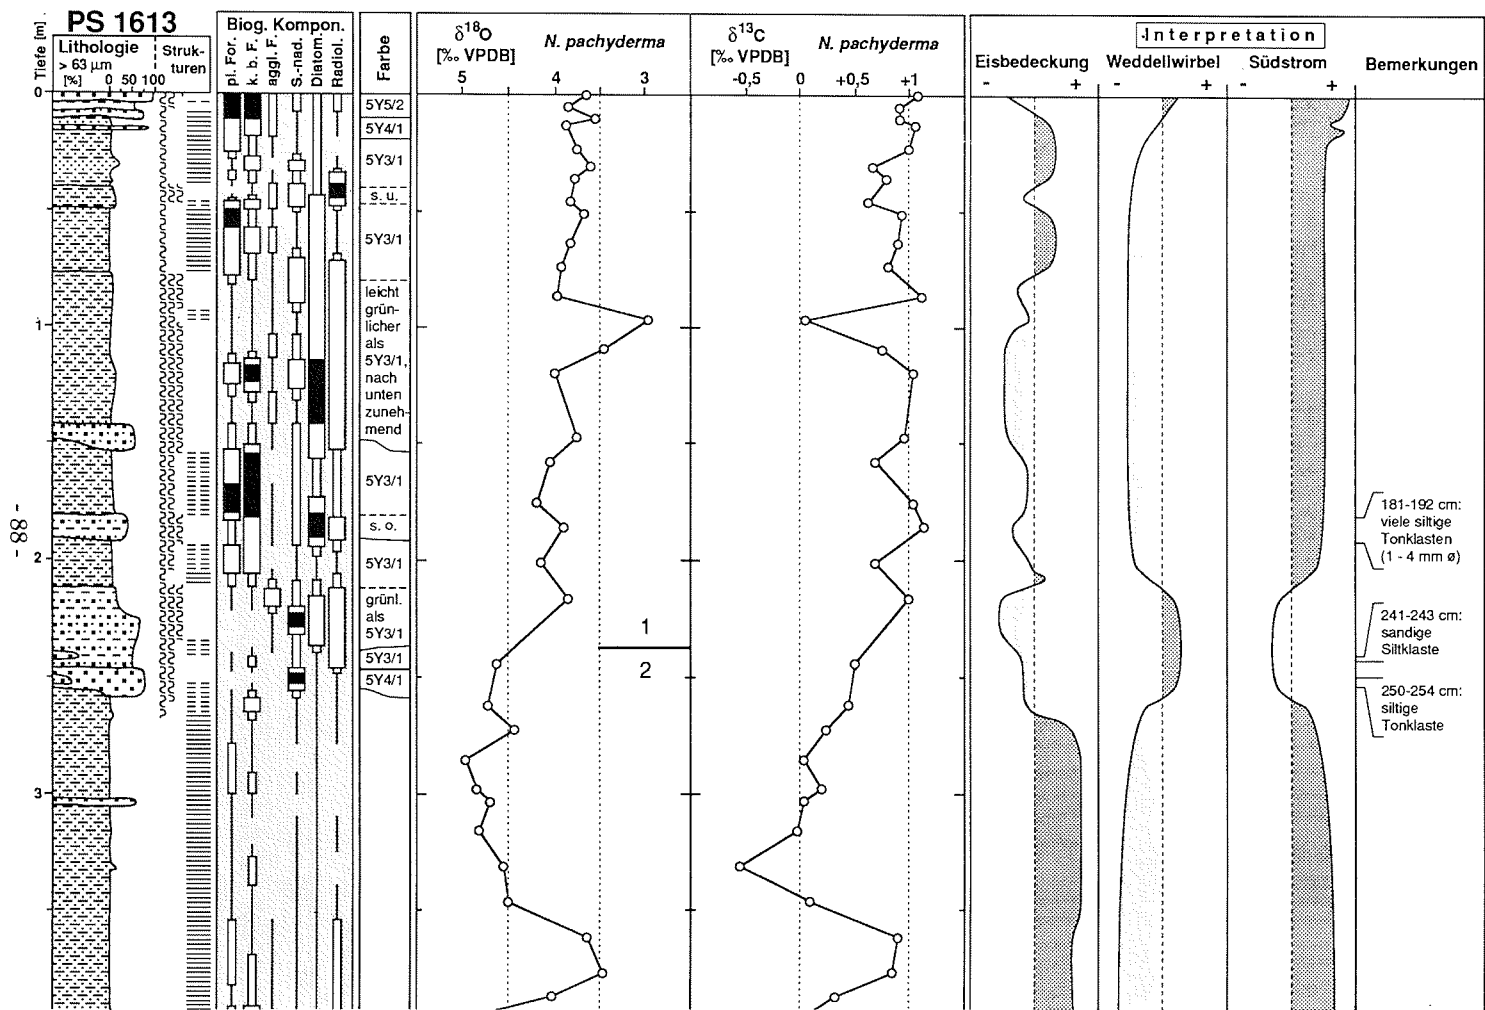 PS 1613
Tiefe [m]
Lithologie
> 63 µm
[%] 0 50 100
Struk-
turen
Biog. Kompon.
pl. For.
k. b. F.
aggl. F.
S.-nad.
Diatom.
Radiol.
Farbe
δ18O
[‰ VPDB]
N. pachyderma
5 4 3
δ13C
[‰ VPDB]
N. pachyderma
-0,5 0 +0,5 +1
Interpretation
Eisbedeckung
- +
Weddellwirbel
- +
Südstrom
- +
Bemerkungen
0
1
2
3
5Y5/2
5Y4/1
5Y3/1
s. u.
5Y3/1
leicht
grün-
licher
als
5Y3/1,
nach
unten
zuneh-
mend
5Y3/1
s. o.
5Y3/1
grünl.
als
5Y3/1
5Y3/1
5Y4/1
1
2
181-192 cm:
viele siltige
Tonklasten
(1 - 4 mm ø)
241-243 cm:
sandige
Siltklaste
250-254 cm:
siltige
Tonklaste
- 88 -